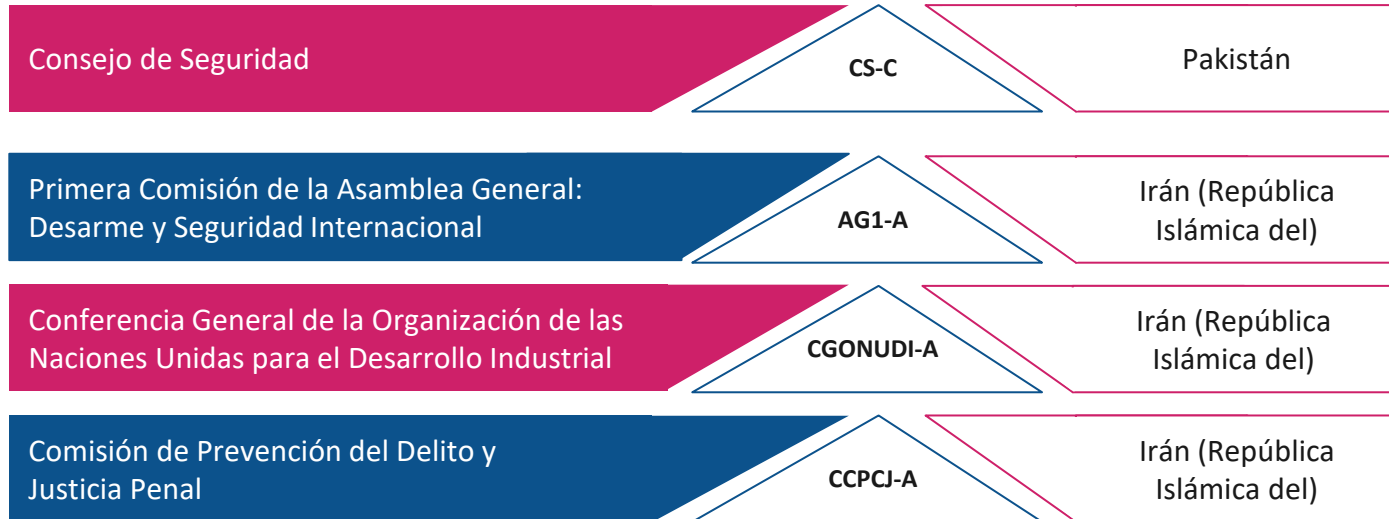 Consejo de Seguridad
CS-C
Pakistán
Primera Comisión de la Asamblea General:
Desarme y Seguridad Internacional
AG1-A
Irán (República
Islámica del)
Conferencia General de la Organización de las
Naciones Unidas para el Desarrollo Industrial
CGONUDI-A
Irán (República
Islámica del)
Comisión de Prevención del Delito y
Justicia Penal
CCPCJ-A
Irán (República
Islámica del)